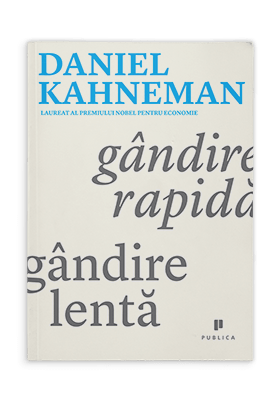 DANIEL
KAHNEMAN
LAUREAT AL PREMIULUI NOBEL PENTRU ECONOMIE
gândire
rapidă
gândire
lentă
PUBLICA